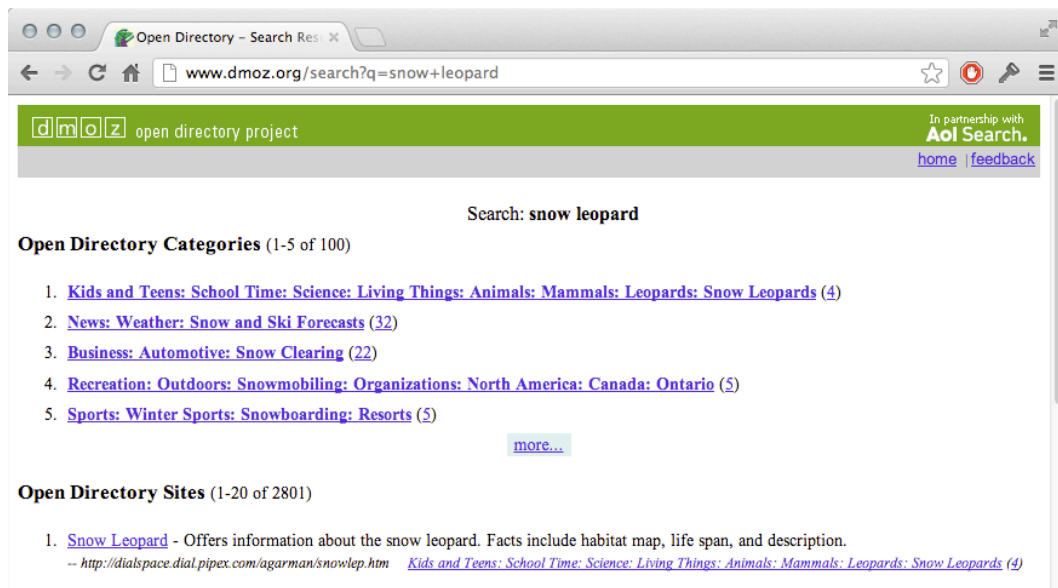 Open Directory – Search Res
www.dmoz.org/search?q=snow+leopard
dmoz open directory project
In partnership with
Aol Search.
home | feedback
Search: snow leopard
Open Directory Categories (1-5 of 100)
1. Kids and Teens: School Time: Science: Living Things: Animals: Mammals: Leopards: Snow Leopards (4)
2. News: Weather: Snow and Ski Forecasts (32)
3. Business: Automotive: Snow Clearing (22)
4. Recreation: Outdoors: Snowmobiling: Organizations: North America: Canada: Ontario (5)
5. Sports: Winter Sports: Snowboarding: Resorts (5)
more...
Open Directory Sites (1-20 of 2801)
1. Snow Leopard - Offers information about the snow leopard. Facts include habitat map, life span, and description.
-- http://dialspace.dial.pipex.com/agarman/snowlep.htm Kids and Teens: School Time: Science: Living Things: Animals: Mammals: Leopards: Snow Leopards (4)